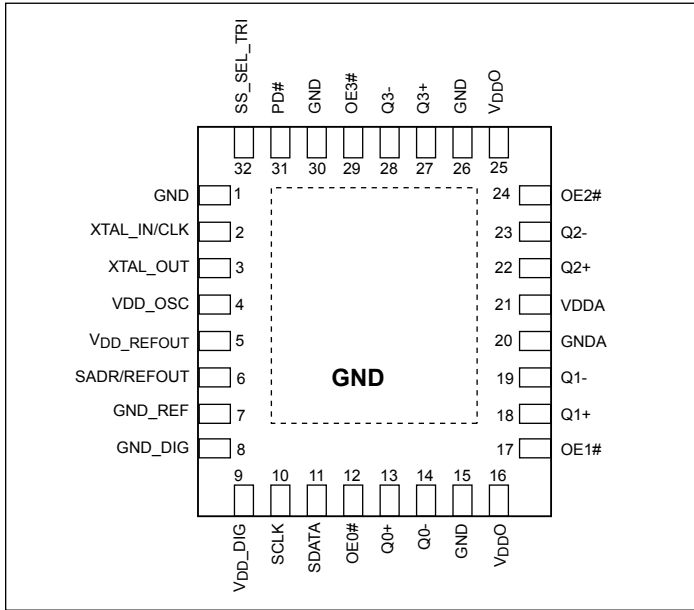 SS_SEL_TRI
PD#
GND
OE3#
Q3-
Q3+
GND
VDDO
32 31 30 29 28 27 26 25
GND 1
XTAL_IN/CLK 2
XTAL_OUT 3
VDD_OSC 4
VDD_REFOUT 5
SADR/REFOUT 6
GND_REF 7
GND_DIG 8
GND
24 OE2#
23 Q2-
22 Q2+
21 VDDA
20 GNDA
19 Q1-
18 Q1+
17 OE1#
9 10 11 12 13 14 15 16
VDD_DIG
SCLK
SDATA
OE0#
Q0+
Q0-
GND
VDDO